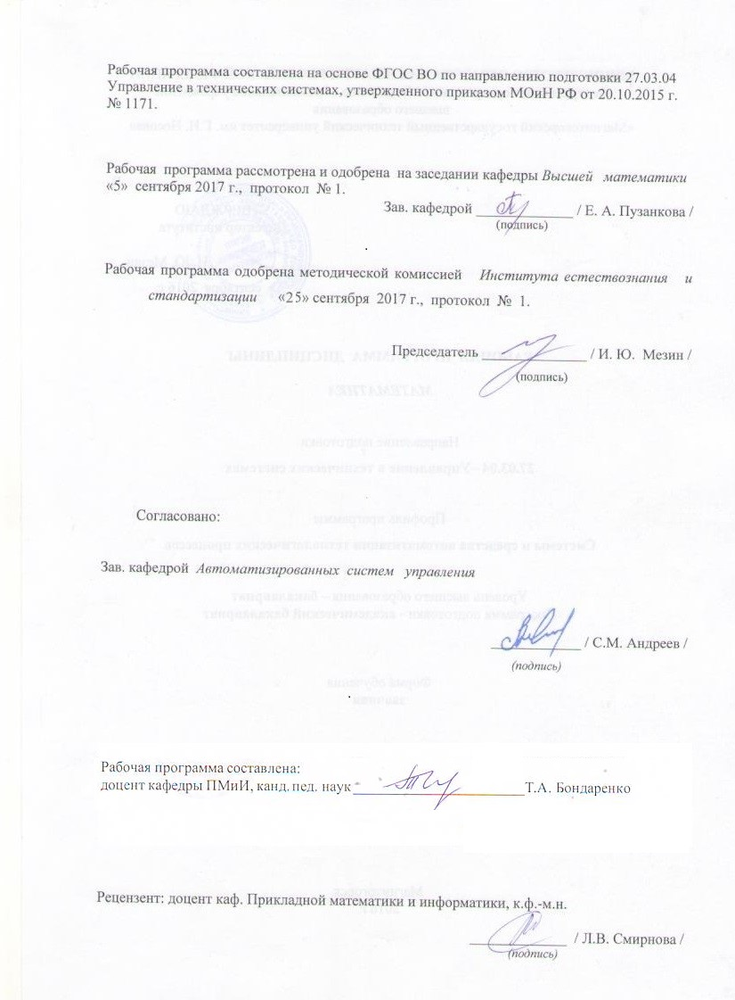 Рабочая программа составлена на основе ФГОС ВО по направлению подготовки 27.03.04
Управление в технических системах, утвержденного приказом МОиН РФ от 20.10.2015 г.
№ 1171.
Рабочая программа рассмотрена и одобрена на заседании кафедры Высшей математики
«5» сентября 2017 г., протокол № 1.
Зав. кафедрой _____________ / Е. А. Пузанкова /
(подпись)
Рабочая программа одобрена методической комиссией Института естествознания и
стандартизации «25» сентября 2017 г., протокол № 1.
Председатель ______________ / И. Ю. Мезин /
(подпись)
Согласовано:
Зав. кафедрой Автоматизированных систем управления
____________ / С.М. Андреев /
(подпись)
Рабочая программа составлена:
доцент кафедры ПМиИ, канд. пед. наук ________________________Т.А. Бондаренко
Рецензент: доцент каф. Прикладной математики и информатики, к.ф.-м.н.
_____________ / Л.В. Смирнова /
(подпись)